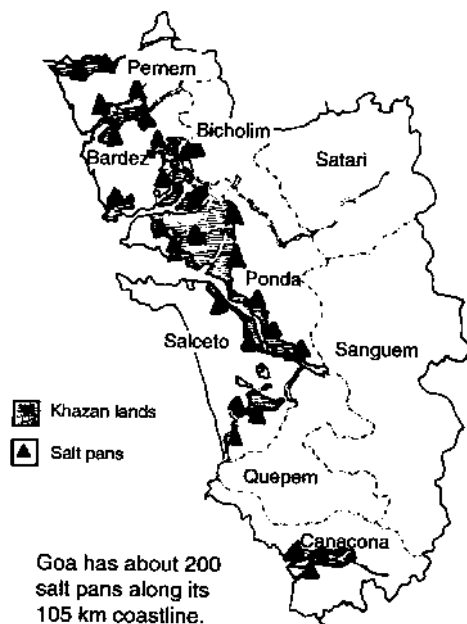 Pernem
Bicholim
Bardez
Satari
Ponda
Salceto
Sanguem
Khazan lands
Salt pans
Quepem
Canacona
Goa has about 200
salt pans along its
105 km coastline.